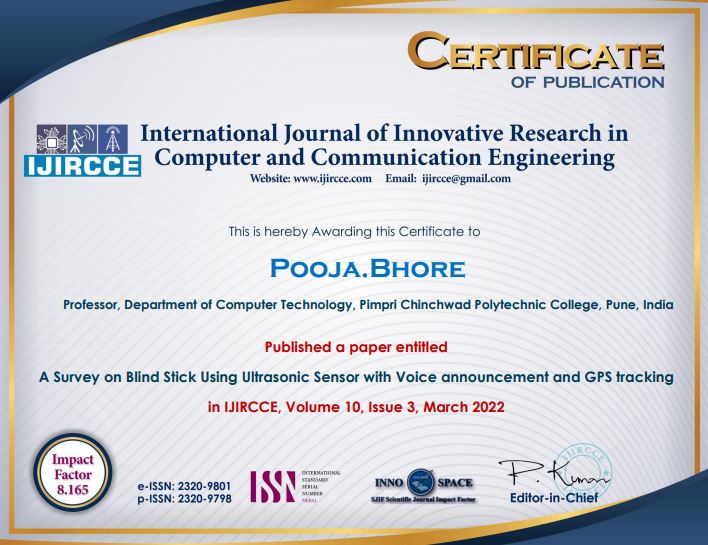 CERTIFICATE
OF PUBLICATION
IJIRCCE
International Journal of Innovative Research in
Computer and Communication Engineering
Website: www.ijircce.com Email: ijircce@gmail.com
This is hereby Awarding this Certificate to
POOJA.BHORE
Professor, Department of Computer Technology, Pimpri Chinchwad Polytechnic College, Pune, India
Published a paper entitled
A Survey on Blind Stick Using Ultrasonic Sensor with Voice announcement and GPS tracking
in IJIRCCE, Volume 10, Issue 3, March 2022
Impact
Factor
8.165
e-ISSN: 2320-9801
p-ISSN: 2320-9798
ISSN
INTERNATIONAL
STANDARD
SERIAL
NUMBER
NEPAL
INNO SPACE
SJIF Scientific Journal Impact Factor
IJIRCCE
P. Kumar
Editor-in-Chief